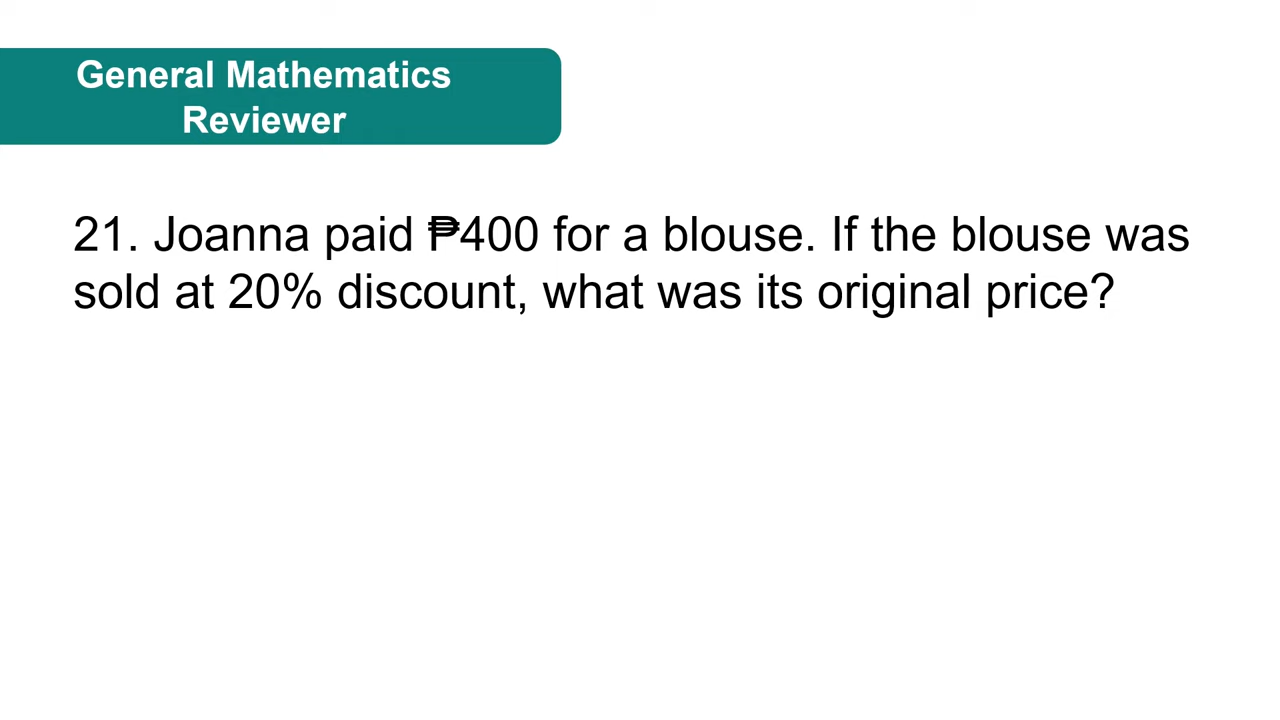 General Mathematics
Reviewer
21. Joanna paid ₱400 for a blouse. If the blouse was
sold at 20% discount, what was its original price?